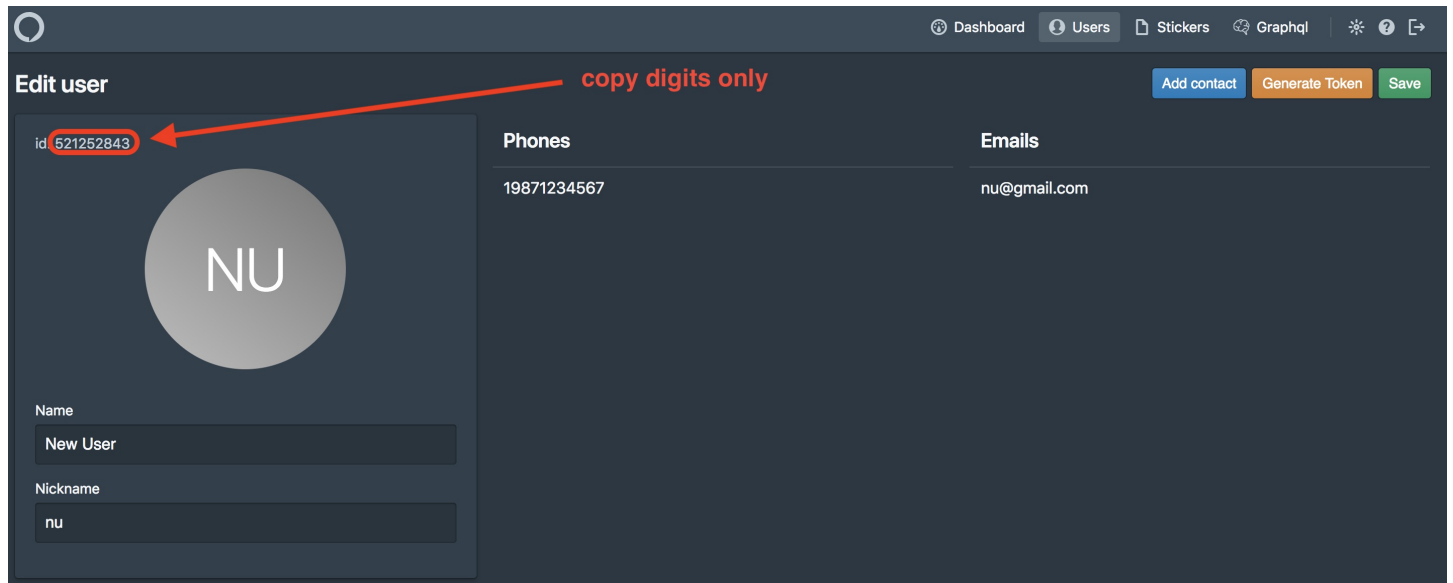 Dashboard Users Stickers Graphql
Edit user
copy digits only
Add contact Generate Token Save
id: 521252843
NU
Name
New User
Nickname
nu
Phones
19871234567
Emails
nu@gmail.com